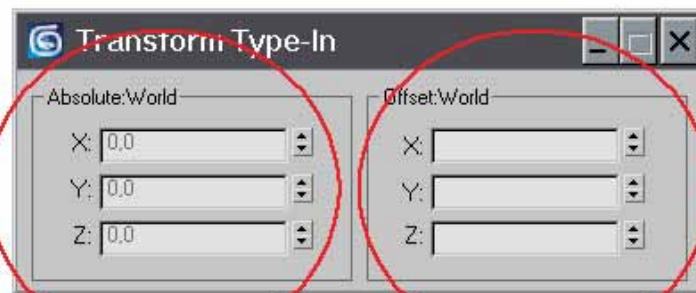 Transform Type-In
Absolute:World
X: 0,0
Y: 0,0
Z: 0,0
Offset:World
X:
Y:
Z: